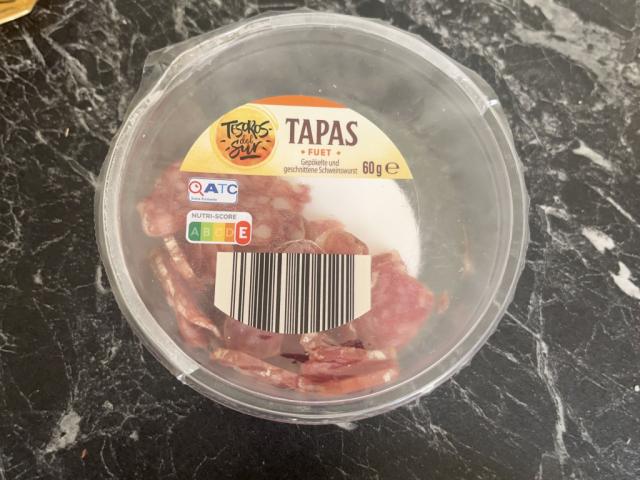 TESOROS
del
Sur
TAPAS
• FUET •
Gepökelte und
geschnittene Schweinswurst
60 g ℮
ATC
NUTRI-SCORE
A B C D E